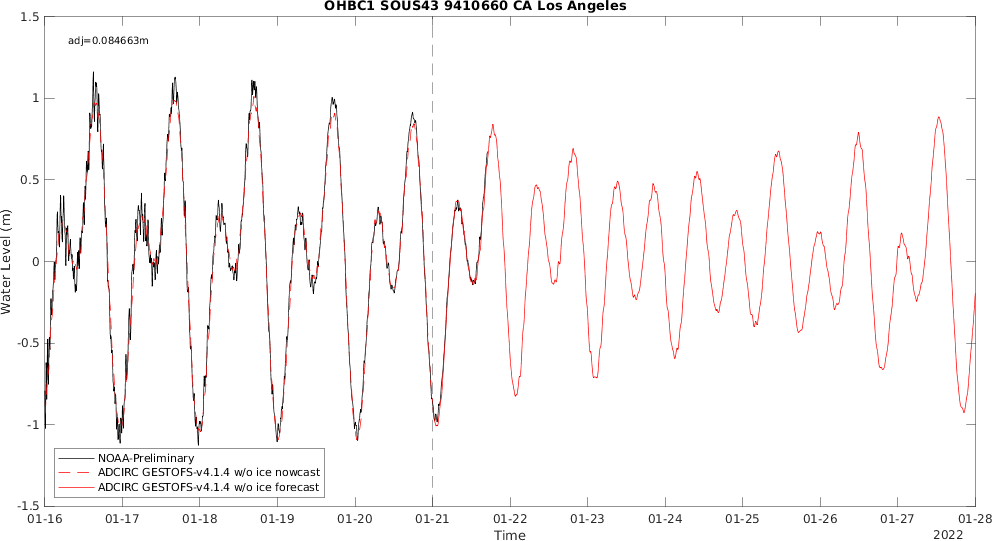 OHBC1 SOUS43 9410660 CA Los Angeles
adj=0.084663m
1.5
1
0.5
0
-0.5
-1
-1.5
Water Level (m)
NOAA-Preliminary
ADCIRC GESTOFS-v4.1.4 w/o ice nowcast
ADCIRC GESTOFS-v4.1.4 w/o ice forecast
01-16 01-17 01-18 01-19 01-20 01-21 01-22 01-23 01-24 01-25 01-26 01-27 01-28
Time
2022